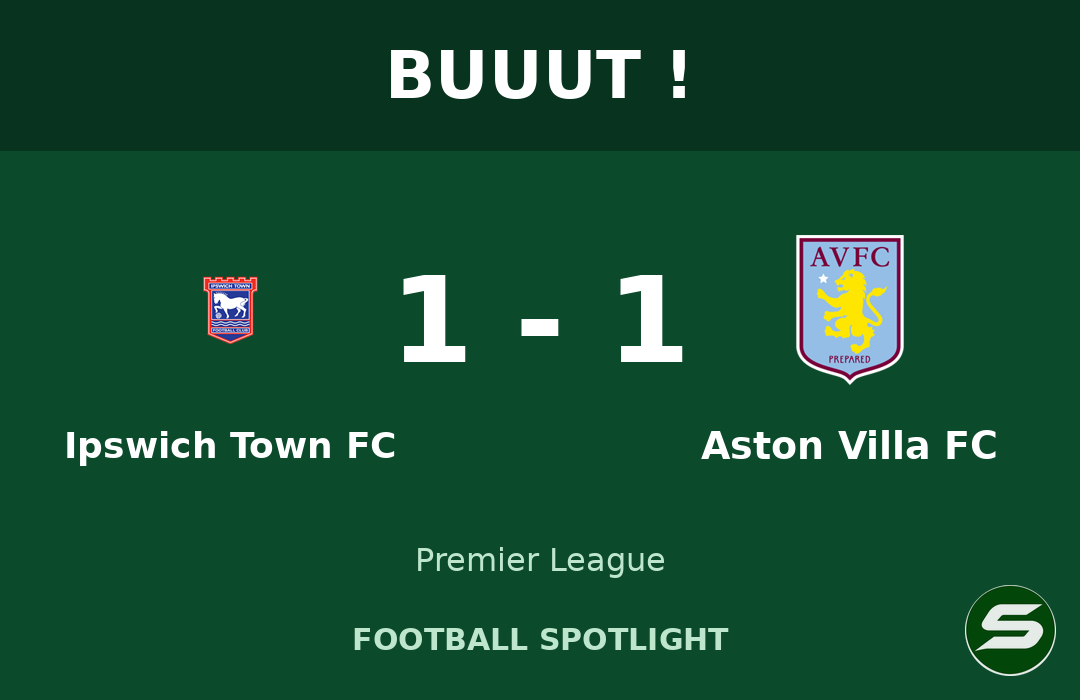 BUUUT !
IPSWICH TOWN
FOOTBALL CLUB
1 - 1
AVFC
PREPARED
Ipswich Town FC
Aston Villa FC
Premier League
FOOTBALL SPOTLIGHT
S